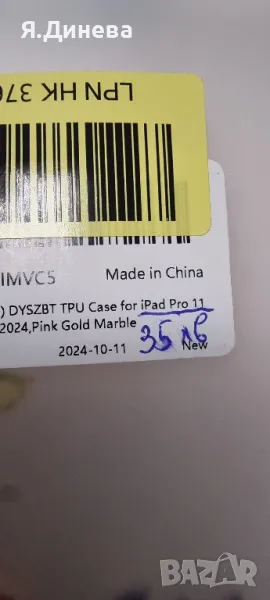 Я.Динева
LPN HK 376
IMVC5 Made in China
) DYSZBT TPU Case for iPad Pro 11
2024,Pink Gold Marble
2024-10-11 35 лв New
BAZAR